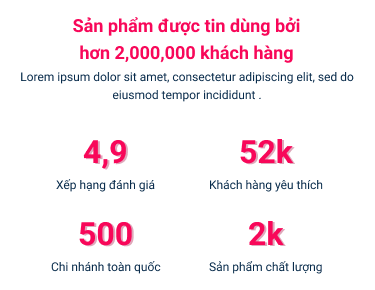 Sản phẩm được tin dùng bởi
hơn 2,000,000 khách hàng
Lorem ipsum dolor sit amet, consectetur adipiscing elit, sed do
eiusmod tempor incididunt .
4,9
52k
Xếp hạng đánh giá
Khách hàng yêu thích
500
2k
Chi nhánh toàn quốc
Sản phẩm chất lượng